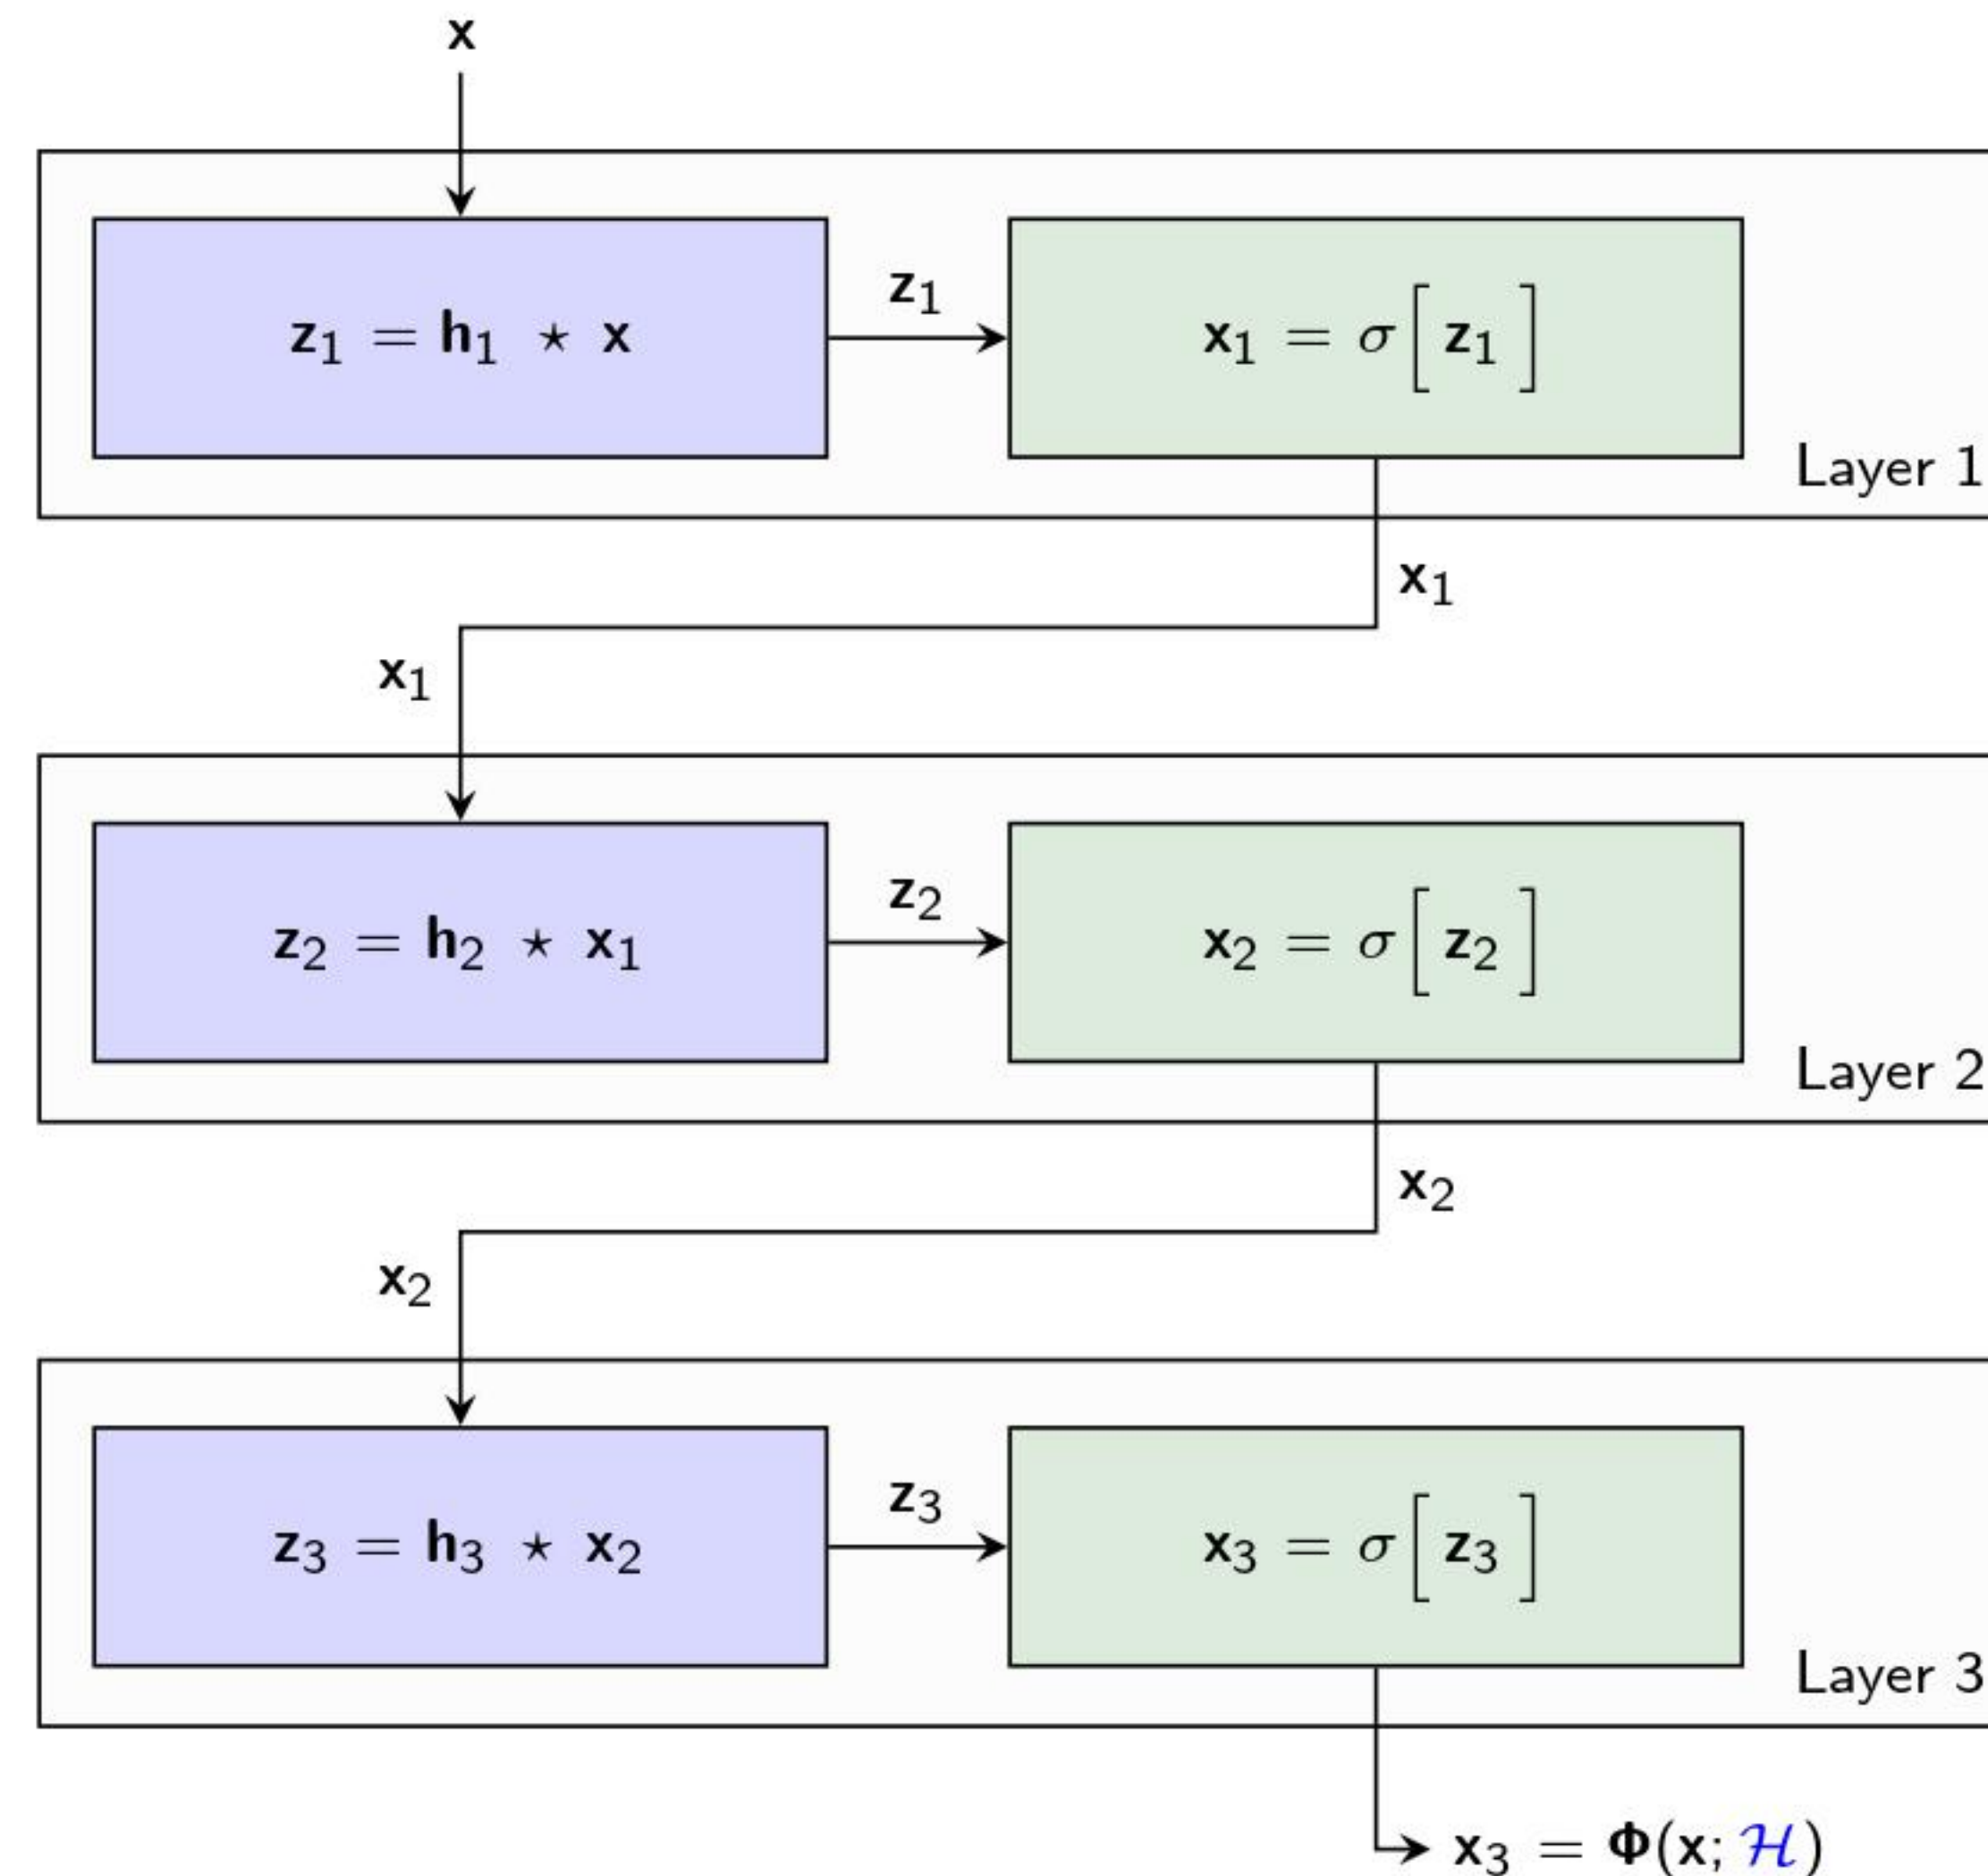 x
z₁ = h₁ ⋆ x
z₁
x₁ = σ[ z₁ ]
Layer 1
x₁
x₁
z₂ = h₂ ⋆ x₁
z₂
x₂ = σ[ z₂ ]
Layer 2
x₂
x₂
z₃ = h₃ ⋆ x₂
z₃
x₃ = σ[ z₃ ]
Layer 3
x₃ = Φ(x; ℋ)